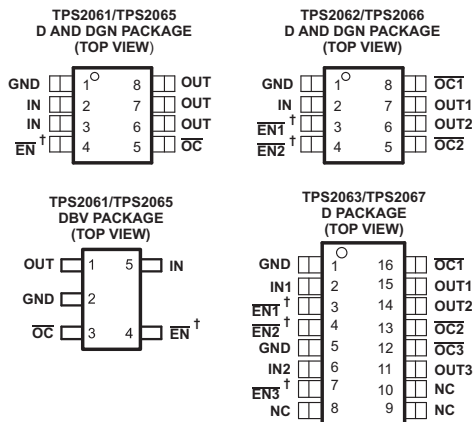 TPS2061/TPS2065
D AND DGN PACKAGE
(TOP VIEW)
GND 1 8 OUT
IN 2 7 OUT
IN 3 6 OUT
EN† 4 5 OC
TPS2062/TPS2066
D AND DGN PACKAGE
(TOP VIEW)
GND 1 8 OC1
IN 2 7 OUT1
EN1† 3 6 OUT2
EN2† 4 5 OC2
TPS2061/TPS2065
DBV PACKAGE
(TOP VIEW)
OUT 1 5 IN
GND 2
OC 3 4 EN†
TPS2063/TPS2067
D PACKAGE
(TOP VIEW)
GND 1 16 OC1
IN1 2 15 OUT1
EN1† 3 14 OUT2
EN2† 4 13 OC2
GND 5 12 OC3
IN2 6 11 OUT3
EN3† 7 10 NC
NC 8 9 NC